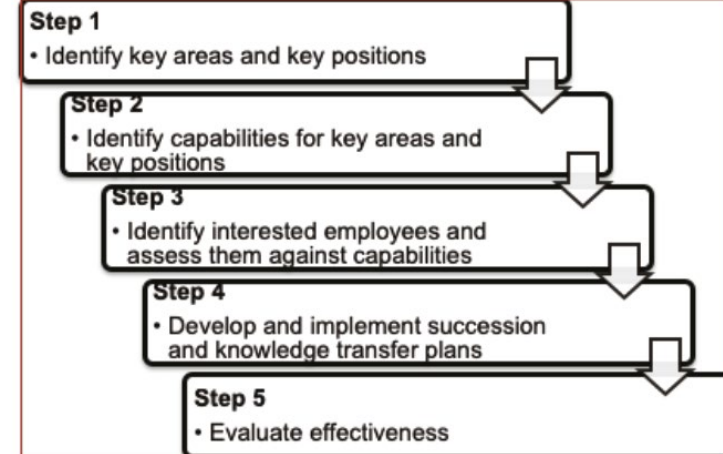 Step 1
• Identify key areas and key positions
Step 2
• Identify capabilities for key areas and
key positions
Step 3
• Identify interested employees and
assess them against capabilities
Step 4
• Develop and implement succession
and knowledge transfer plans
Step 5
• Evaluate effectiveness